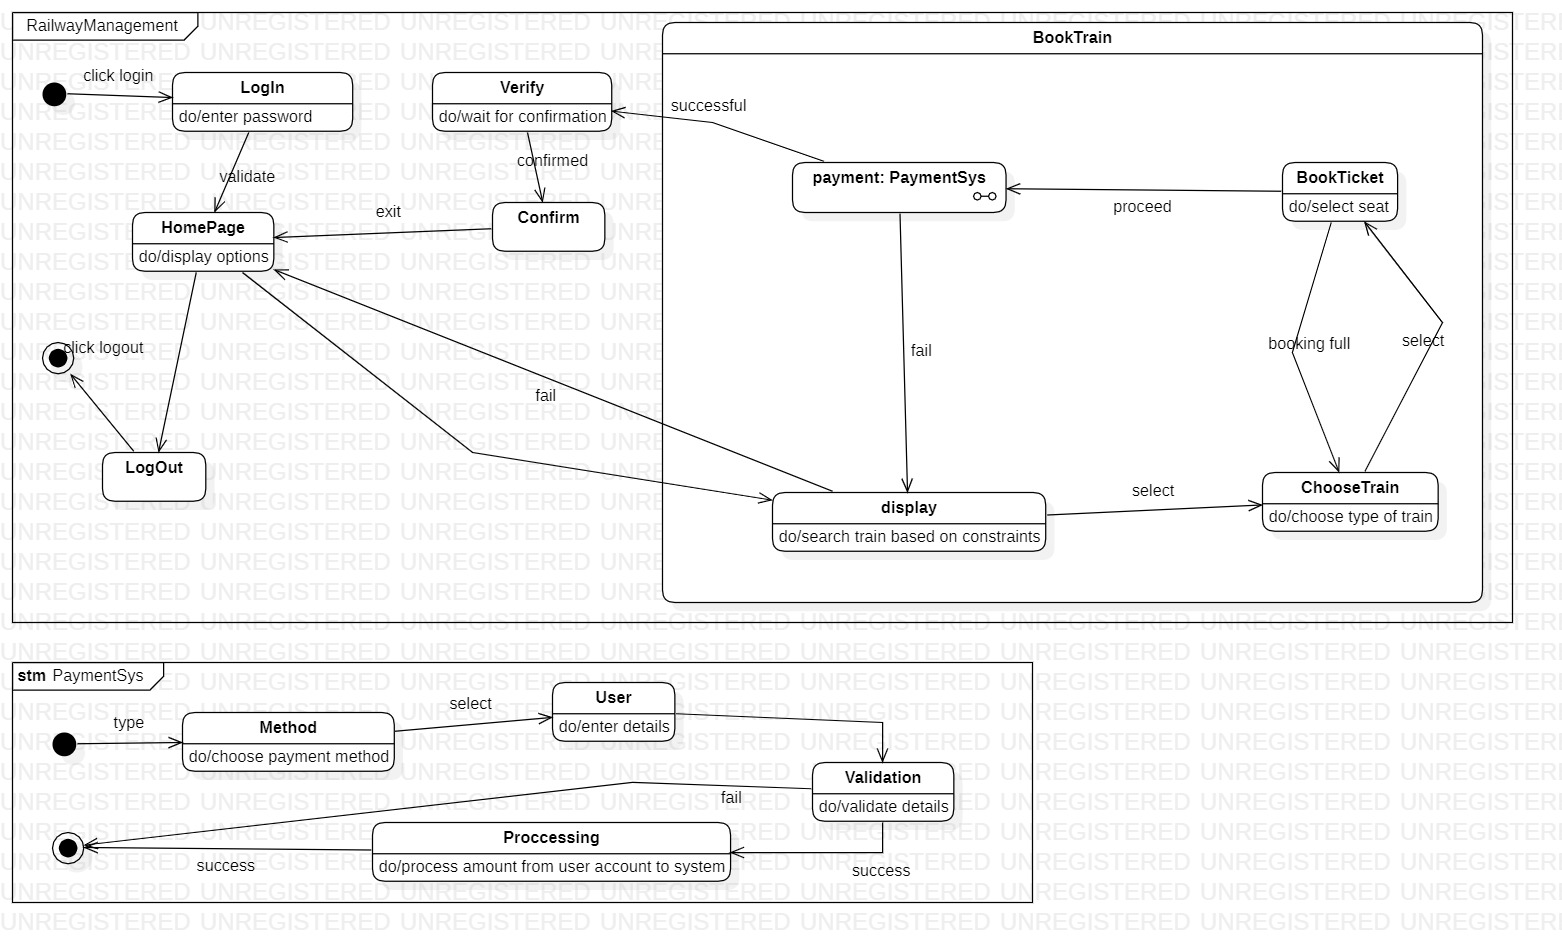 RailwayManagement
BookTrain
click login
LogIn
do/enter password
Verify
do/wait for confirmation
successful
validate
confirmed
payment: PaymentSys
BookTicket
do/select seat
proceed
HomePage
do/display options
exit
Confirm
click logout
fail
booking full
select
fail
LogOut
display
do/search train based on constraints
select
ChooseTrain
do/choose type of train
stm PaymentSys
type
Method
do/choose payment method
select
User
do/enter details
Validation
do/validate details
fail
Proccessing
do/process amount from user account to system
success
success
UNREGISTERED